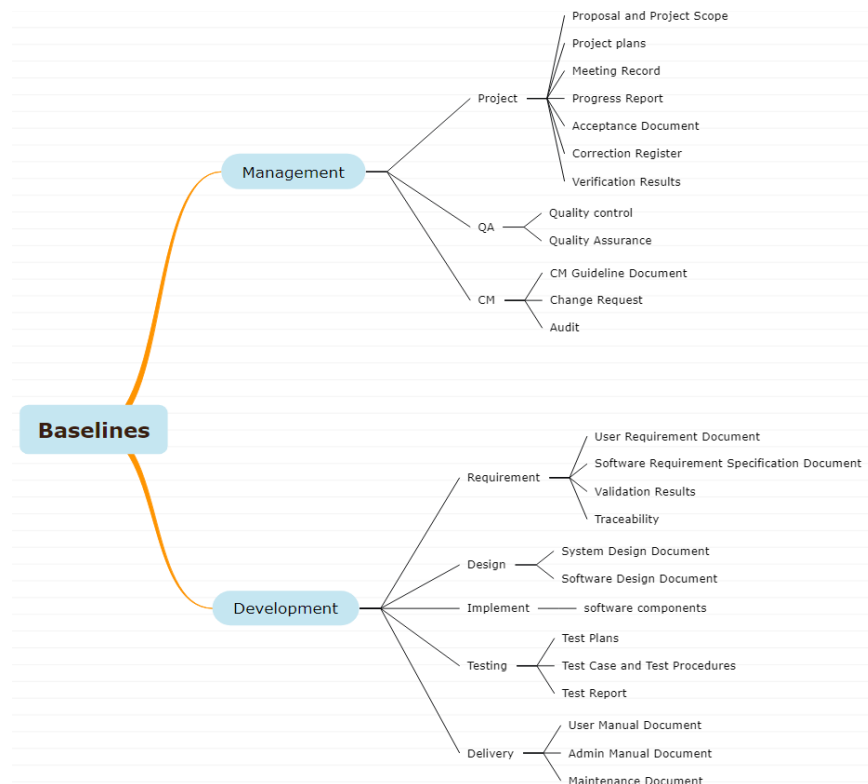 Baselines
Management
Project
Proposal and Project Scope
Project plans
Meeting Record
Progress Report
Acceptance Document
Correction Register
Verification Results
QA
Quality control
Quality Assurance
CM
CM Guideline Document
Change Request
Audit
Development
Requirement
User Requirement Document
Software Requirement Specification Document
Validation Results
Traceability
Design
System Design Document
Software Design Document
Implement
software components
Testing
Test Plans
Test Case and Test Procedures
Test Report
Delivery
User Manual Document
Admin Manual Document
Maintenance Document